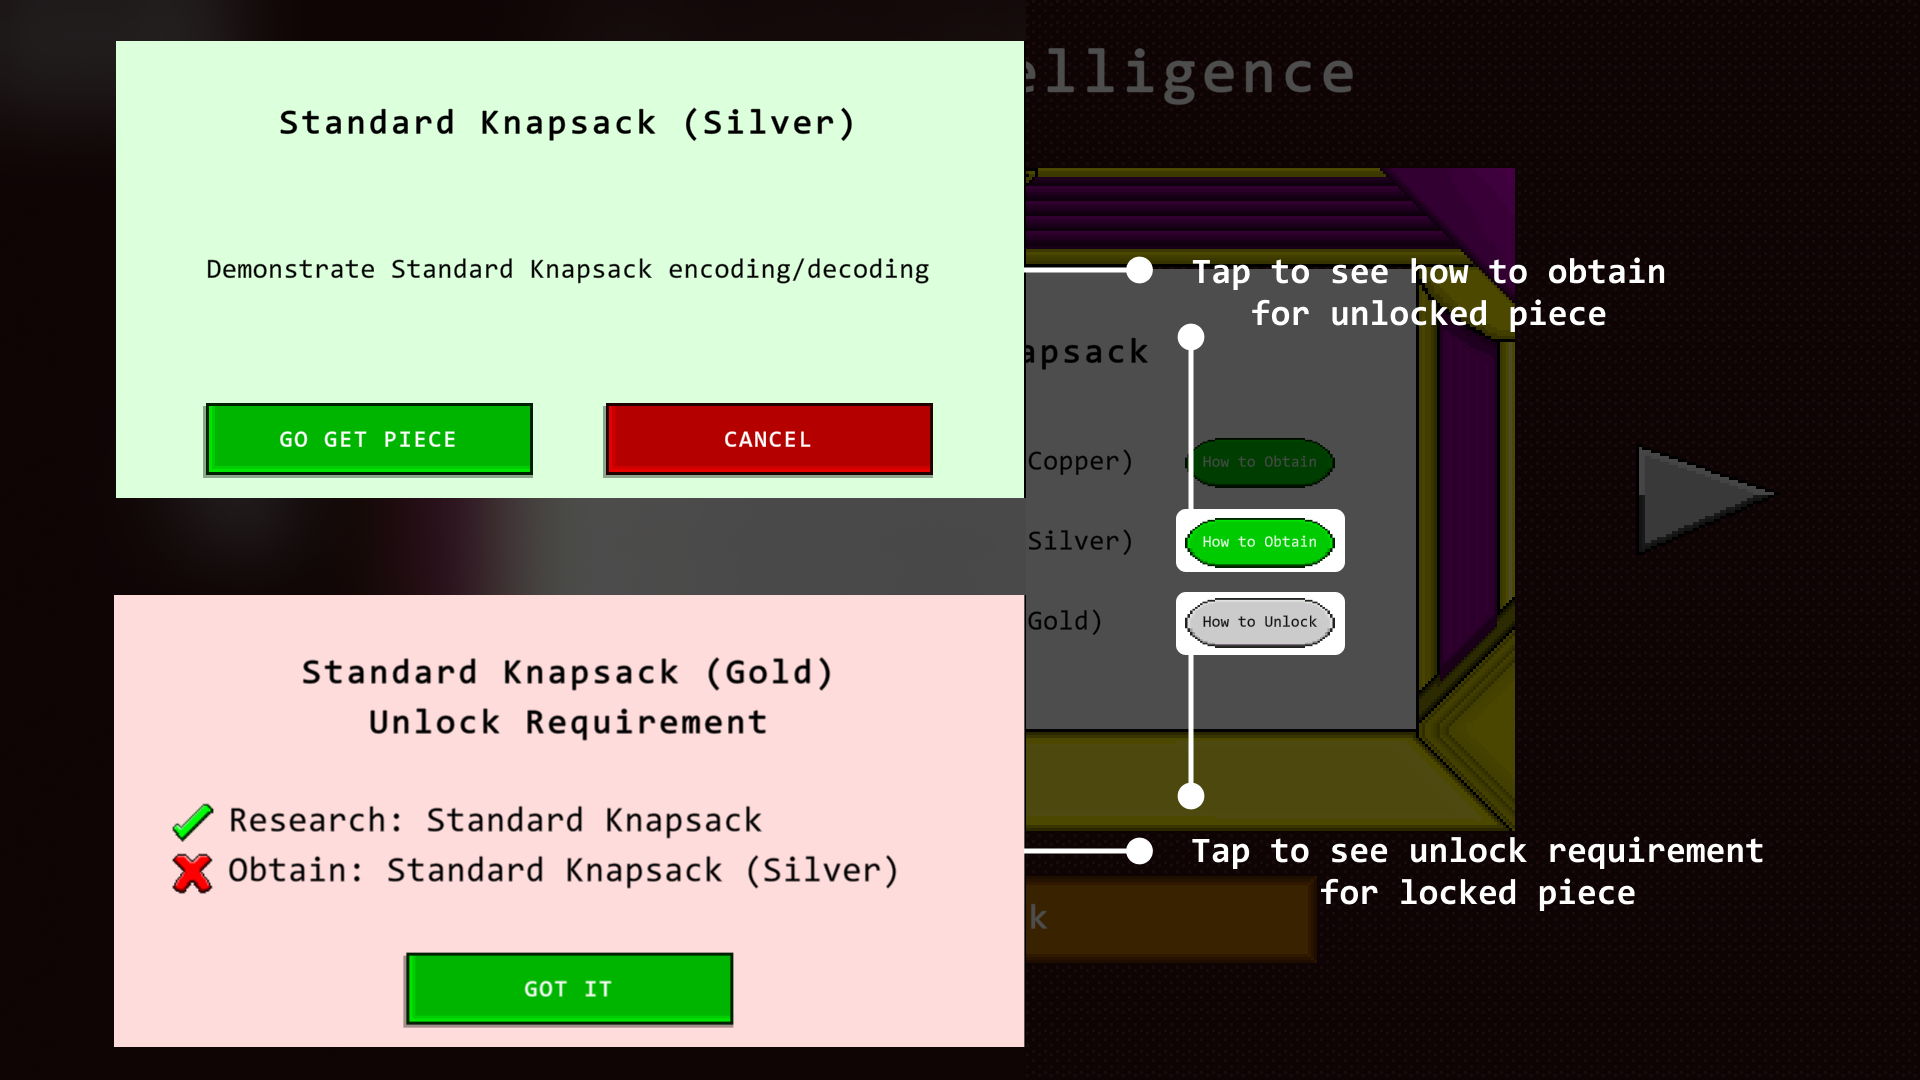 elligence
Standard Knapsack (Silver)
Demonstrate Standard Knapsack encoding/decoding
GO GET PIECE
CANCEL
Tap to see how to obtain
for unlocked piece
apsack
Copper)
How to Obtain
Silver)
How to Obtain
Gold)
How to Unlock
Standard Knapsack (Gold)
Unlock Requirement
Research: Standard Knapsack
Obtain: Standard Knapsack (Silver)
GOT IT
Tap to see unlock requirement
for locked piece
k